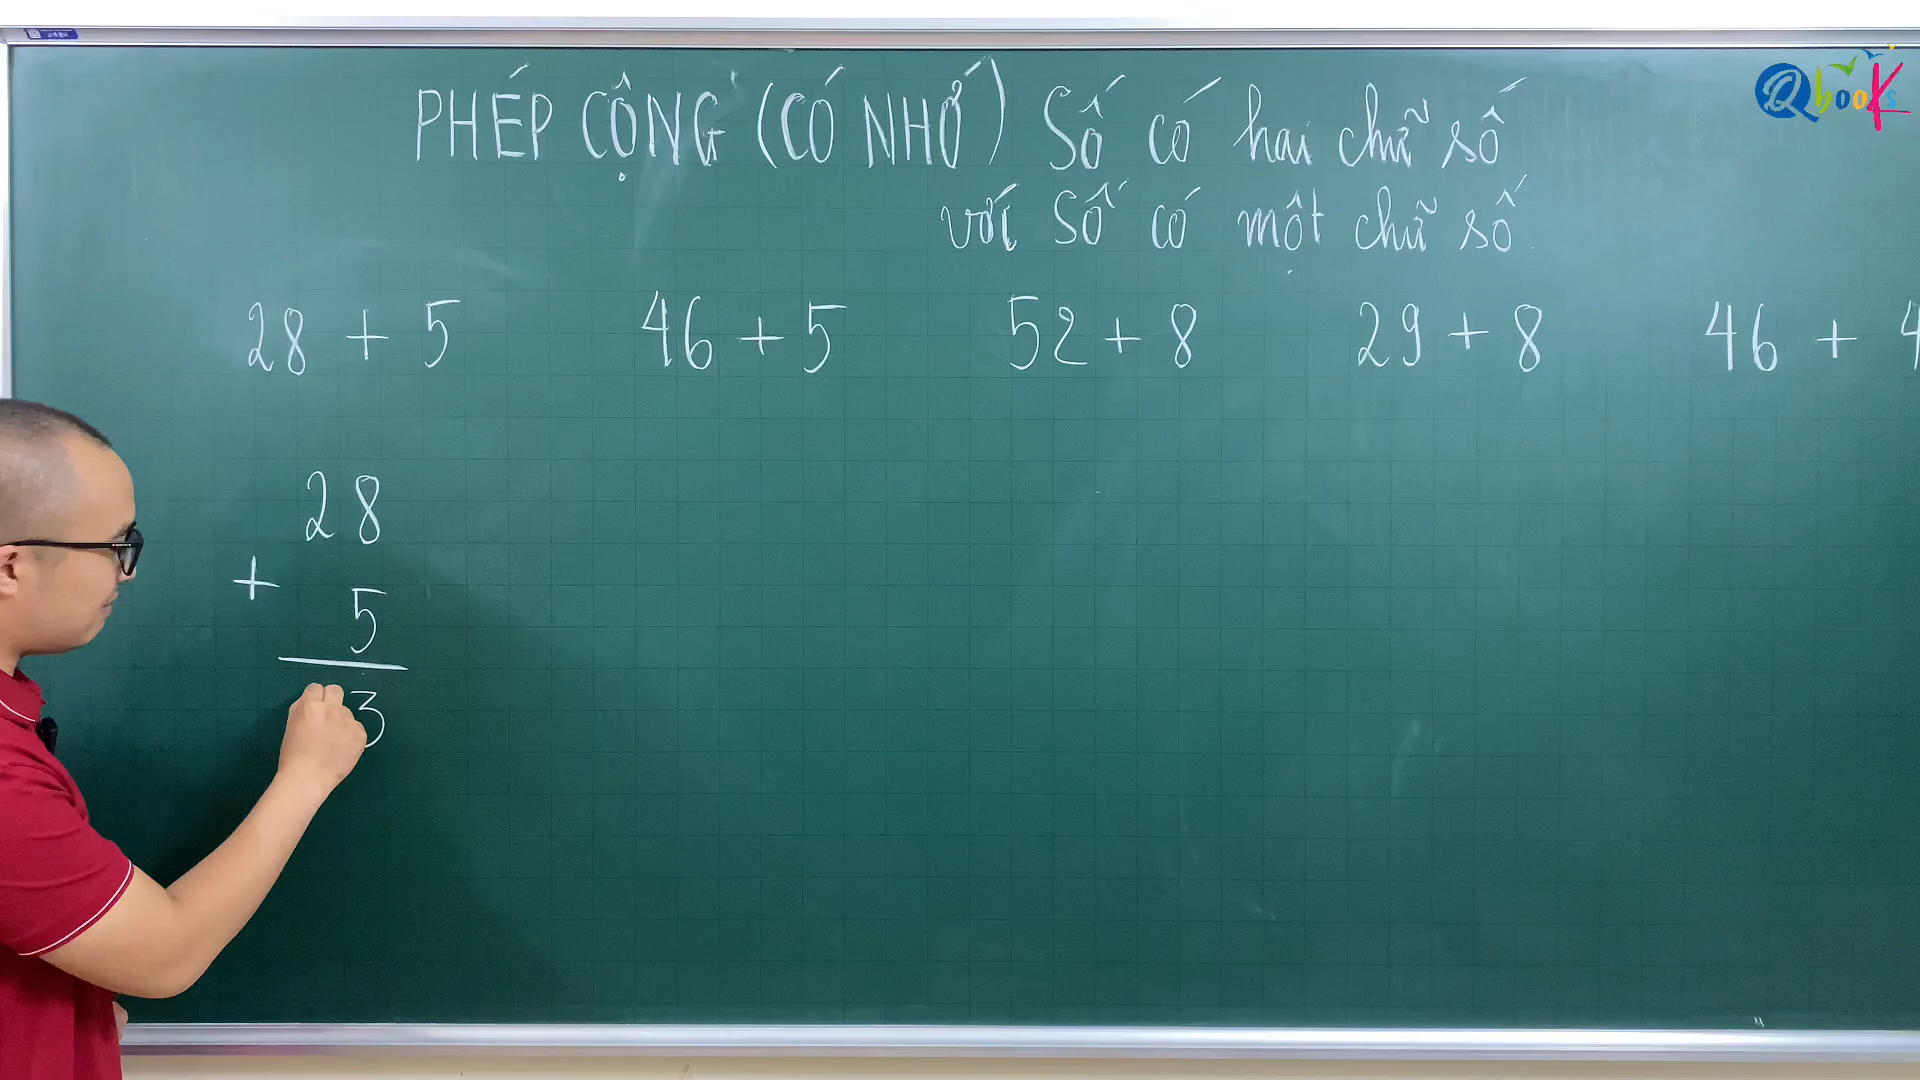 PHÉP CỘNG (CÓ NHỚ) Số có hai chữ số
với Số có một chữ số.
28 + 5 46 + 5 52 + 8 29 + 8 46 + 4
28
+
5
3
Qbooks